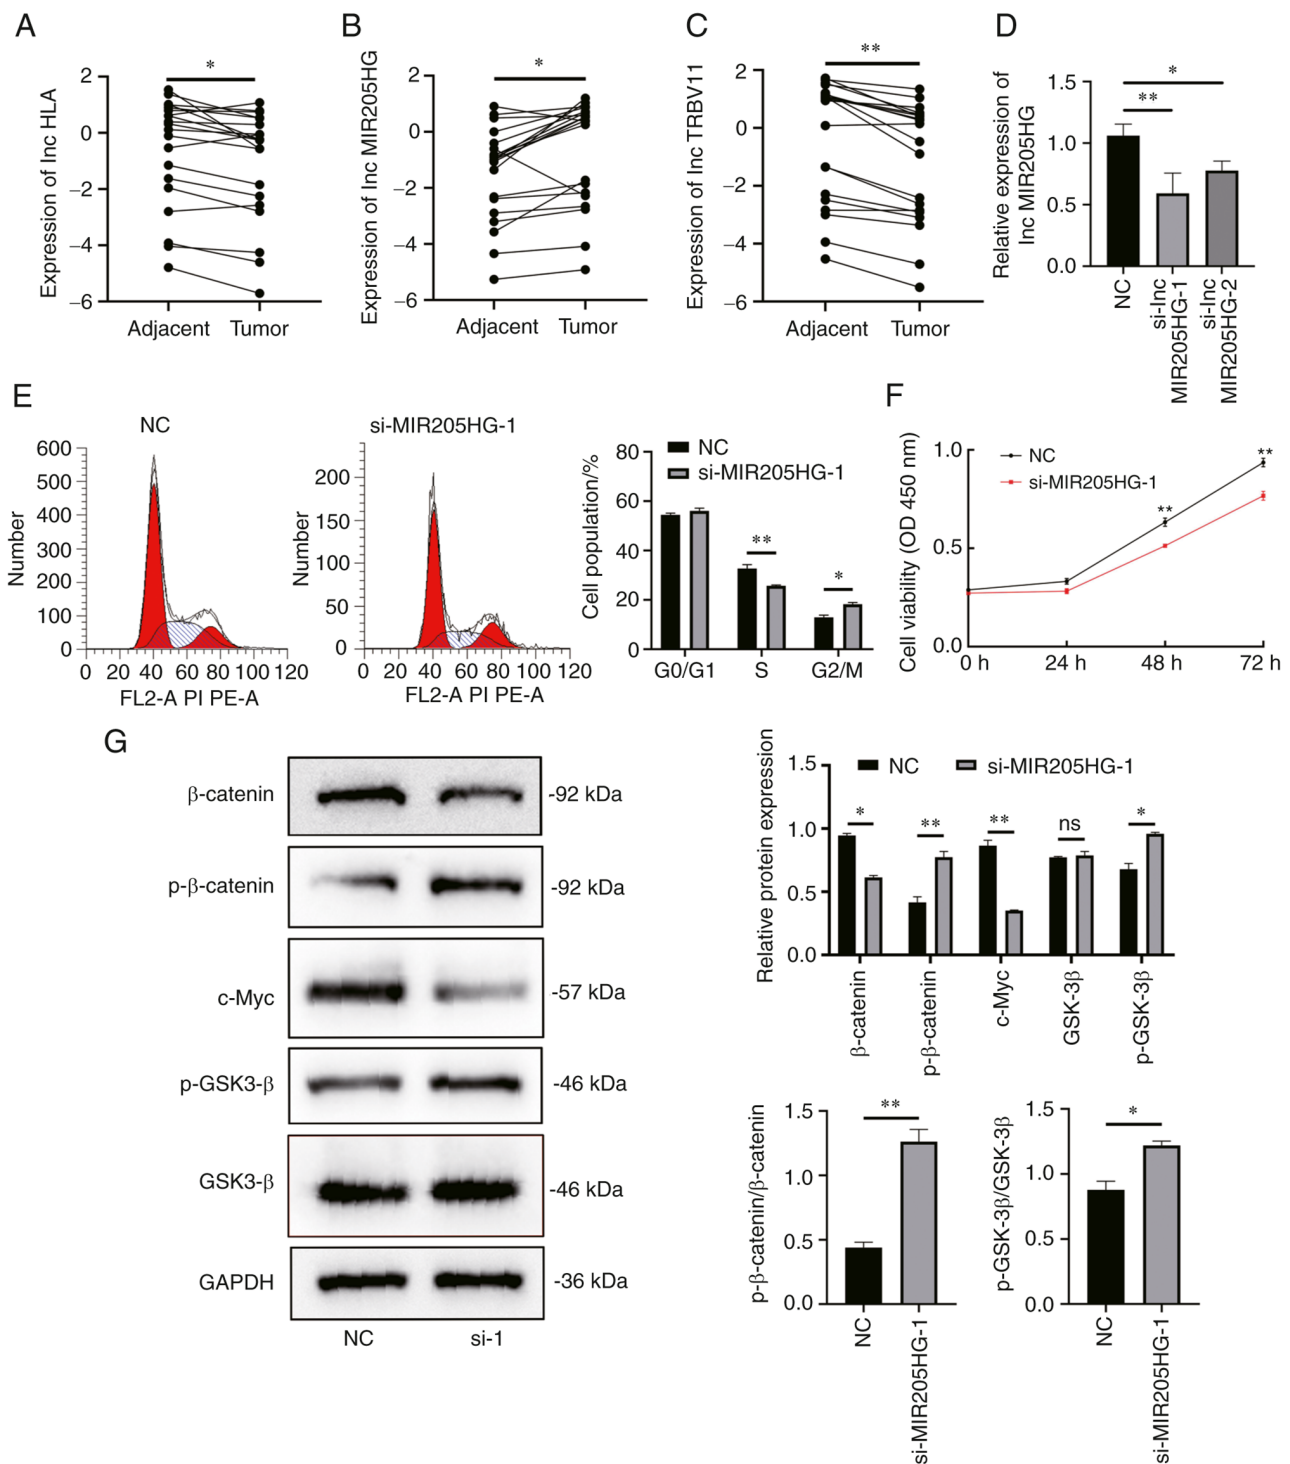 A
*
Expression of lnc HLA
2
0
–2
–4
–6
Adjacent Tumor
B
*
Expression of lnc MIR205HG
2
0
–2
–4
–6
Adjacent Tumor
C
**
Expression of lnc TRBV11
2
0
–2
–4
–6
Adjacent Tumor
D
*
**
Relative expression of
lnc MIR205HG
1.5
1.0
0.5
0.0
NC
si-lnc
MIR205HG-1
si-lnc
MIR205HG-2
E
NC
Number
600
500
400
300
200
100
0
0 20 40 60 80 100 120
FL2-A PI PE-A
si-MIR205HG-1
Number
200
150
100
50
0
0 20 40 60 80 100 120
FL2-A PI PE-A
Cell population/%
80
60
40
20
0
NC
si-MIR205HG-1
**
*
G0/G1 S G2/M
F
Cell viability (OD 450 nm)
1.0
0.5
0.0
NC
si-MIR205HG-1
**
**
0 h 24 h 48 h 72 h
G
β-catenin -92 kDa
p-β-catenin -92 kDa
c-Myc -57 kDa
p-GSK3-β -46 kDa
GSK3-β -46 kDa
GAPDH -36 kDa
NC si-1
Relative protein expression
1.5
1.0
0.5
0.0
NC si-MIR205HG-1
* ** ** ns *
β-catenin
p-β-catenin
c-Myc
GSK-3β
p-GSK-3β
p-β-catenin/β-catenin
1.5
1.0
0.5
0.0
**
NC
si-MIR205HG-1
p-GSK-3β/GSK-3β
1.5
1.0
0.5
0.0
*
NC
si-MIR205HG-1